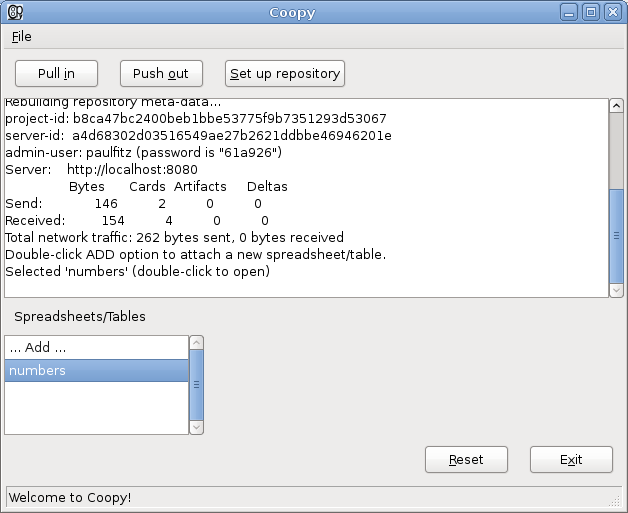 Coopy
File
Pull in Push out Set up repository
Rebuilding repository meta-data...
project-id: b8ca47bc2400beb1bbe53775f9b7351293d53067
server-id: a4d68302d03516549ae27b2621ddbbe46946201e
admin-user: paulfitz (password is "61a926")
Server: http://localhost:8080
Bytes Cards Artifacts Deltas
Send: 146 2 0 0
Received: 154 4 0 0
Total network traffic: 262 bytes sent, 0 bytes received
Double-click ADD option to attach a new spreadsheet/table.
Selected 'numbers' (double-click to open)
Spreadsheets/Tables
... Add ...
numbers
Reset Exit
Welcome to Coopy!